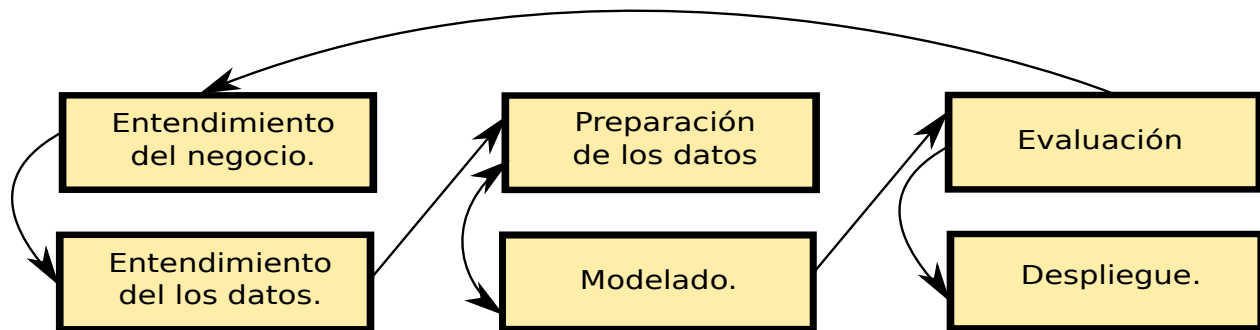 Entendimiento
del negocio.
Entendimiento
del los datos.
Preparación
de los datos
Modelado.
Evaluación
Despliegue.